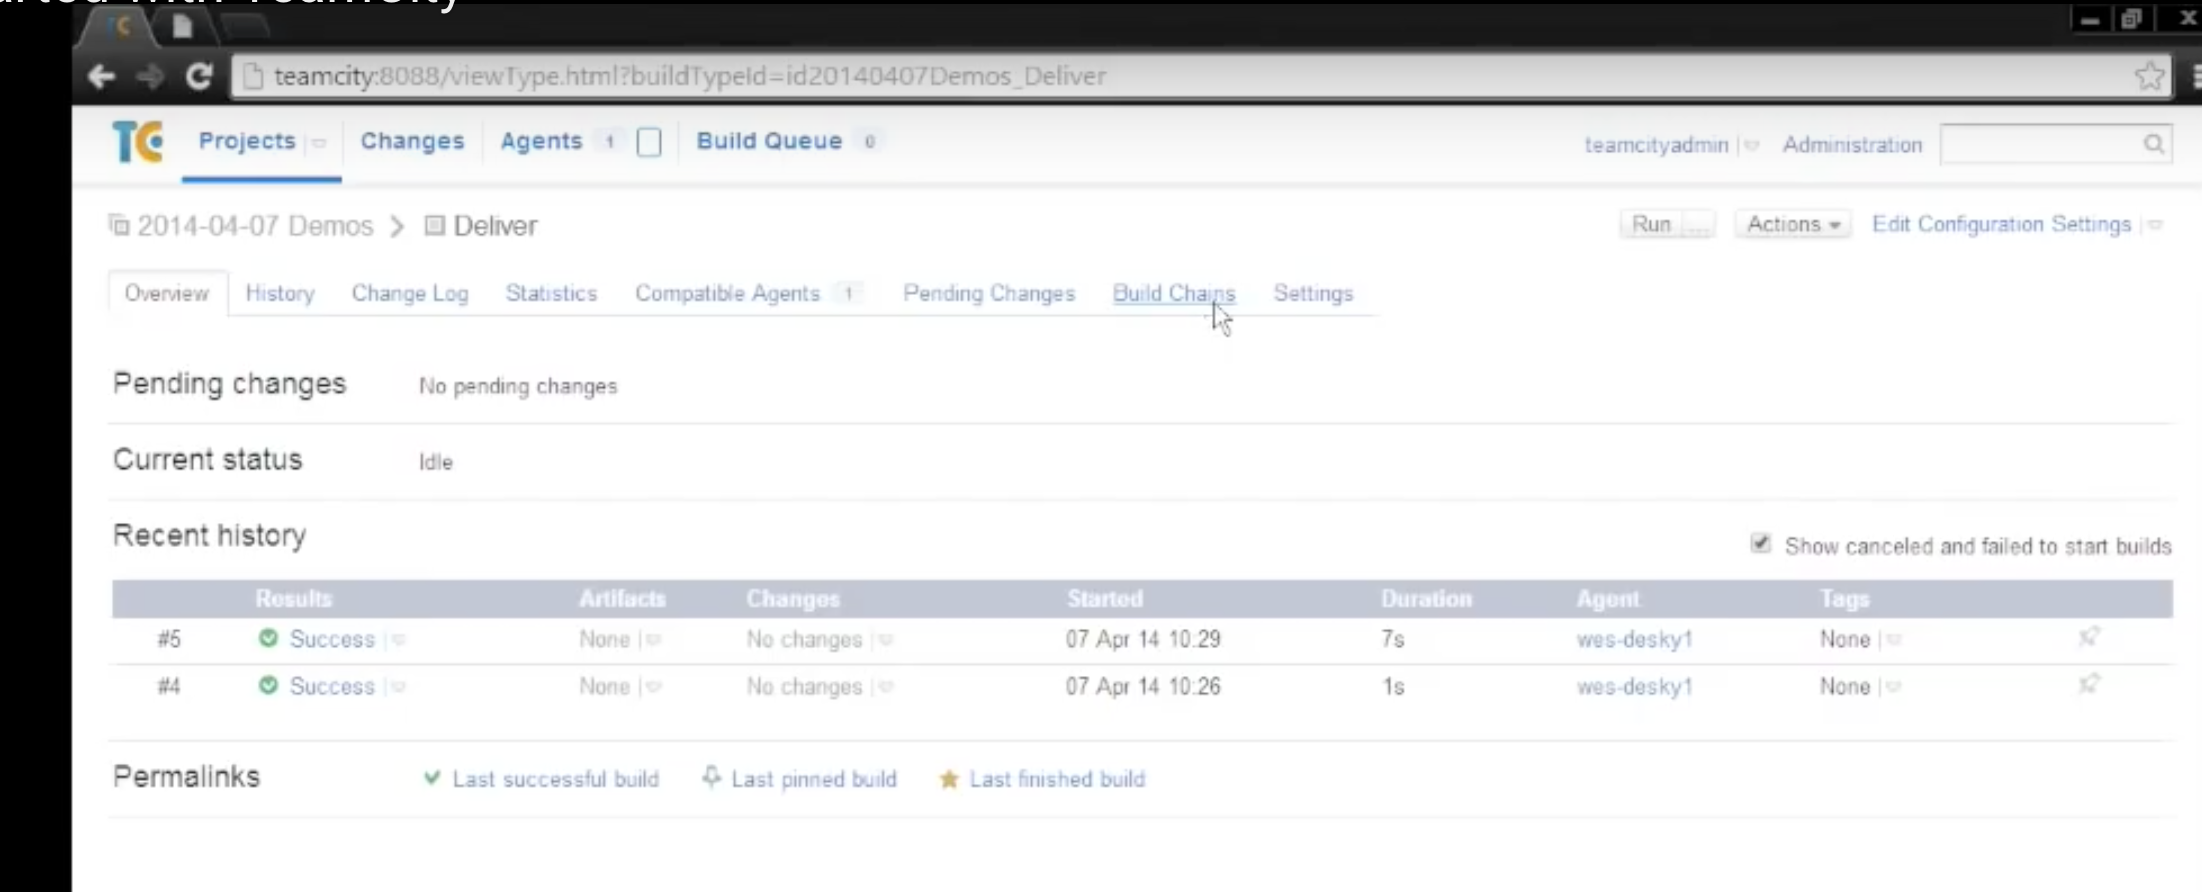 with TeamCity
teamcity:8088/viewType.html?buildTypeId=id20140407Demos_Deliver
TC Projects Changes Agents 1 Build Queue 0 teamcityadmin Administration
2014-04-07 Demos > Deliver Run ... Actions Edit Configuration Settings
Overview History Change Log Statistics Compatible Agents 1 Pending Changes Build Chains Settings
Pending changes No pending changes
Current status Idle
Recent history Show canceled and failed to start builds
Results Artifacts Changes Started Duration Agent Tags
#5 Success None No changes 07 Apr 14 10:29 7s wes-desky1 None
#4 Success None No changes 07 Apr 14 10:26 1s wes-desky1 None
Permalinks Last successful build Last pinned build Last finished build